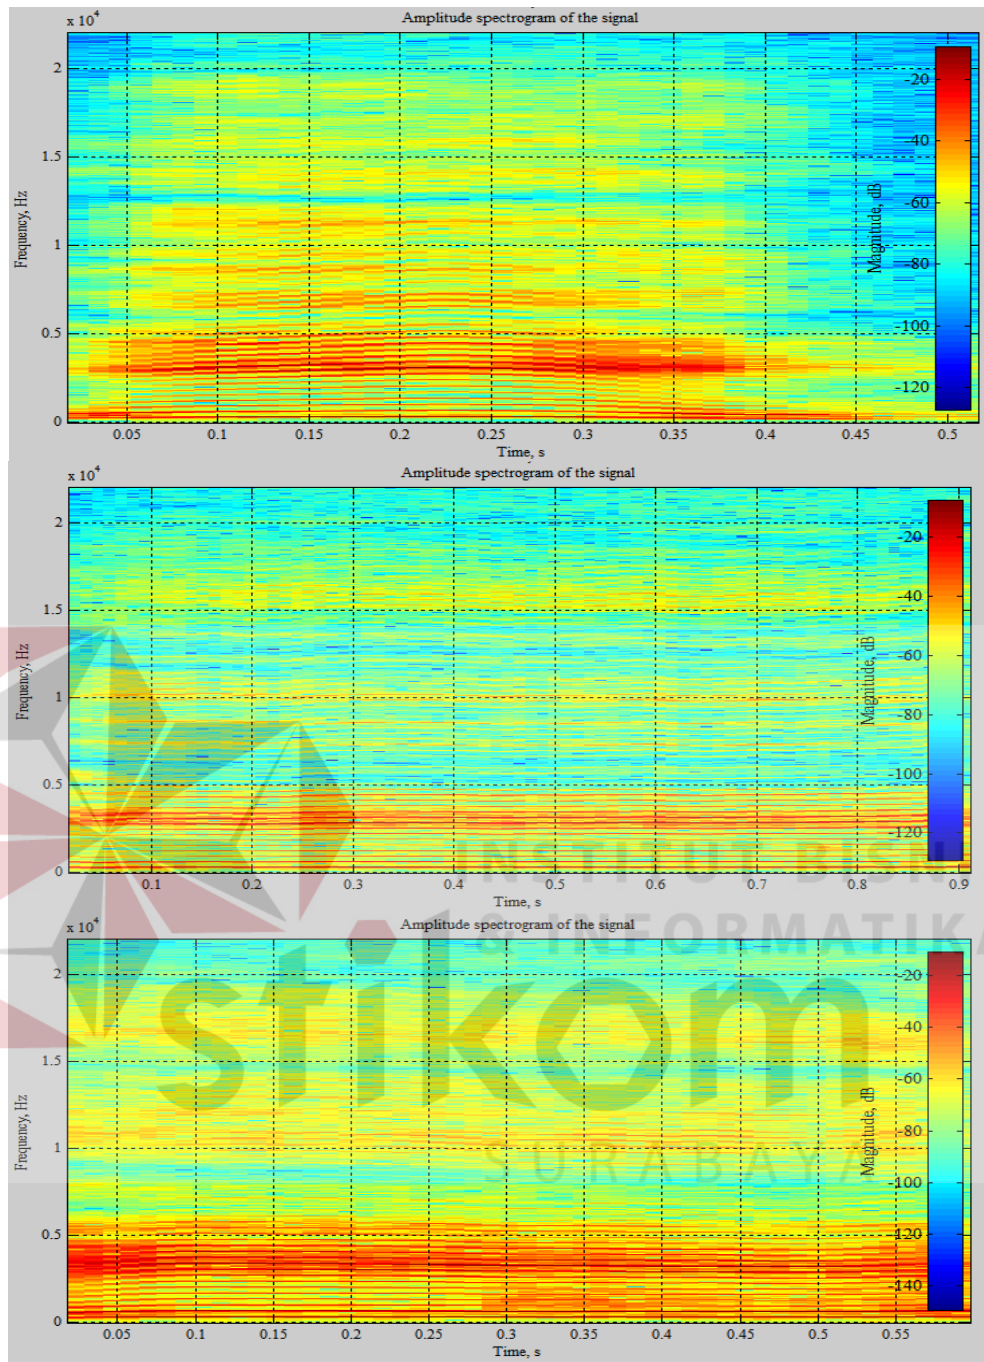 x 10⁴
Amplitude spectrogram of the signal
2
1.5
1
0.5
0
Frequency, Hz
0.05 0.1 0.15 0.2 0.25 0.3 0.35 0.4 0.45 0.5
Time, s
-20
-40
-60
-80
-100
-120
Magnitude, dB
x 10⁴
Amplitude spectrogram of the signal
2
1.5
1
0.5
0
Frequency, Hz
0.1 0.2 0.3 0.4 0.5 0.6 0.7 0.8 0.9
Time, s
-20
-40
-60
-80
-100
-120
Magnitude, dB
INSTITUT BISN
& INFORMATIKA
stikom
SURABAYA
x 10⁴
Amplitude spectrogram of the signal
2
1.5
1
0.5
0
Frequency, Hz
0.05 0.1 0.15 0.2 0.25 0.3 0.35 0.4 0.45 0.5 0.55
Time, s
-20
-40
-60
-80
-100
-120
-140
Magnitude, dB